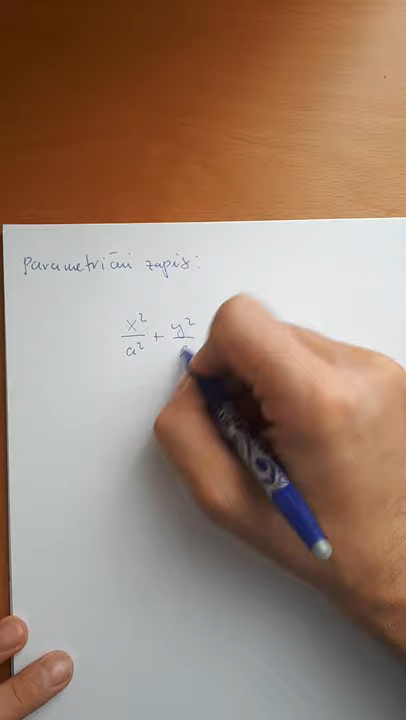 Parametrični zapis:
x²/a² + y²/